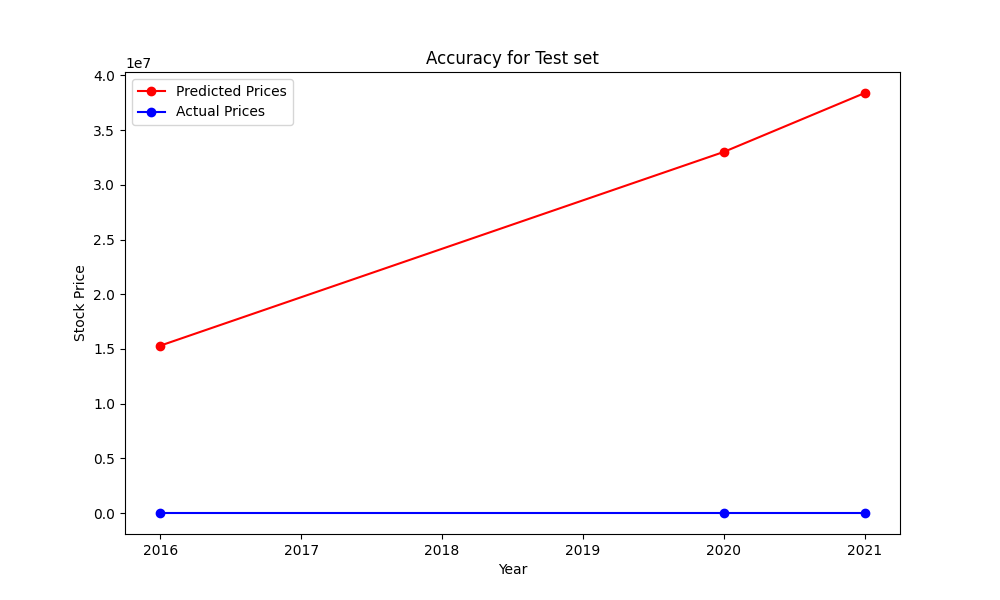 Accuracy for Test set
1e7
4.0
3.5
3.0
2.5
2.0
1.5
1.0
0.5
0.0
Stock Price
Predicted Prices
Actual Prices
2016 2017 2018 2019 2020 2021
Year